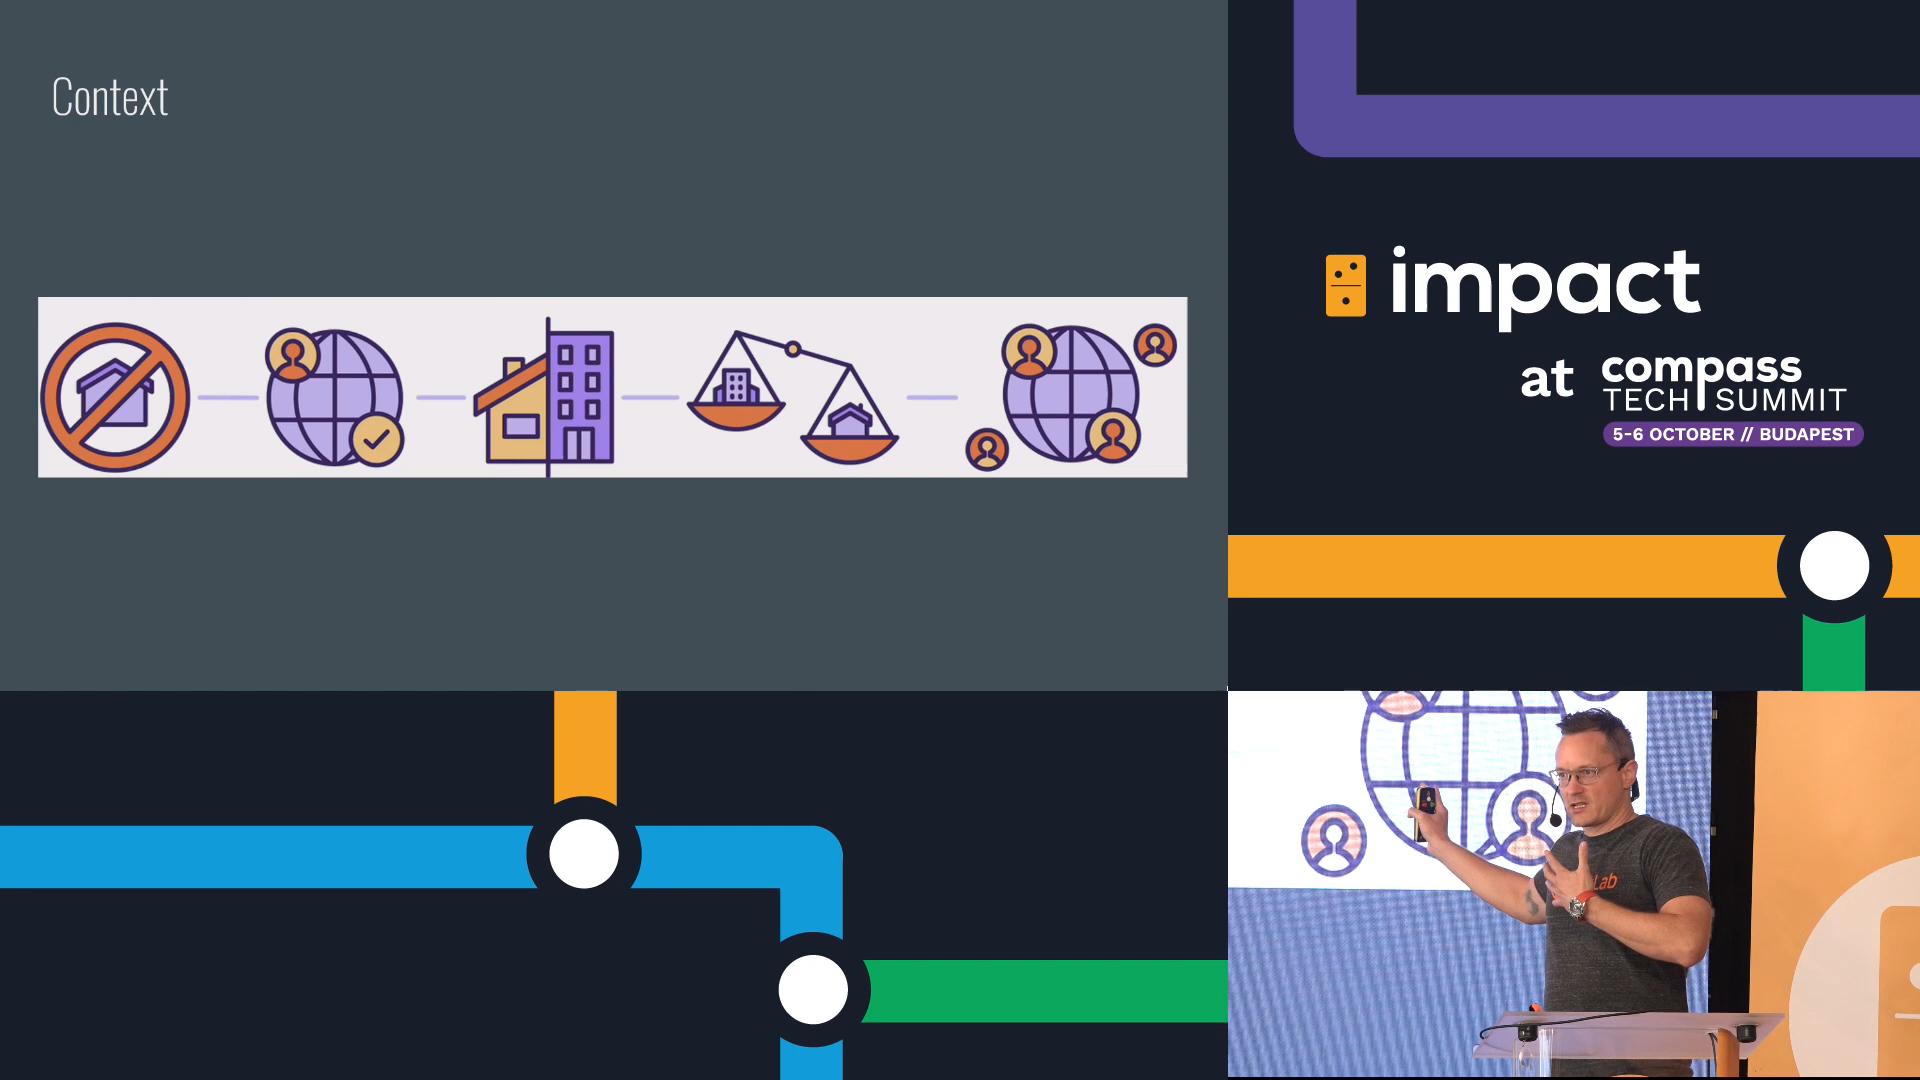 Context
impact
at compass
TECH SUMMIT
5-6 OCTOBER // BUDAPEST
Lab